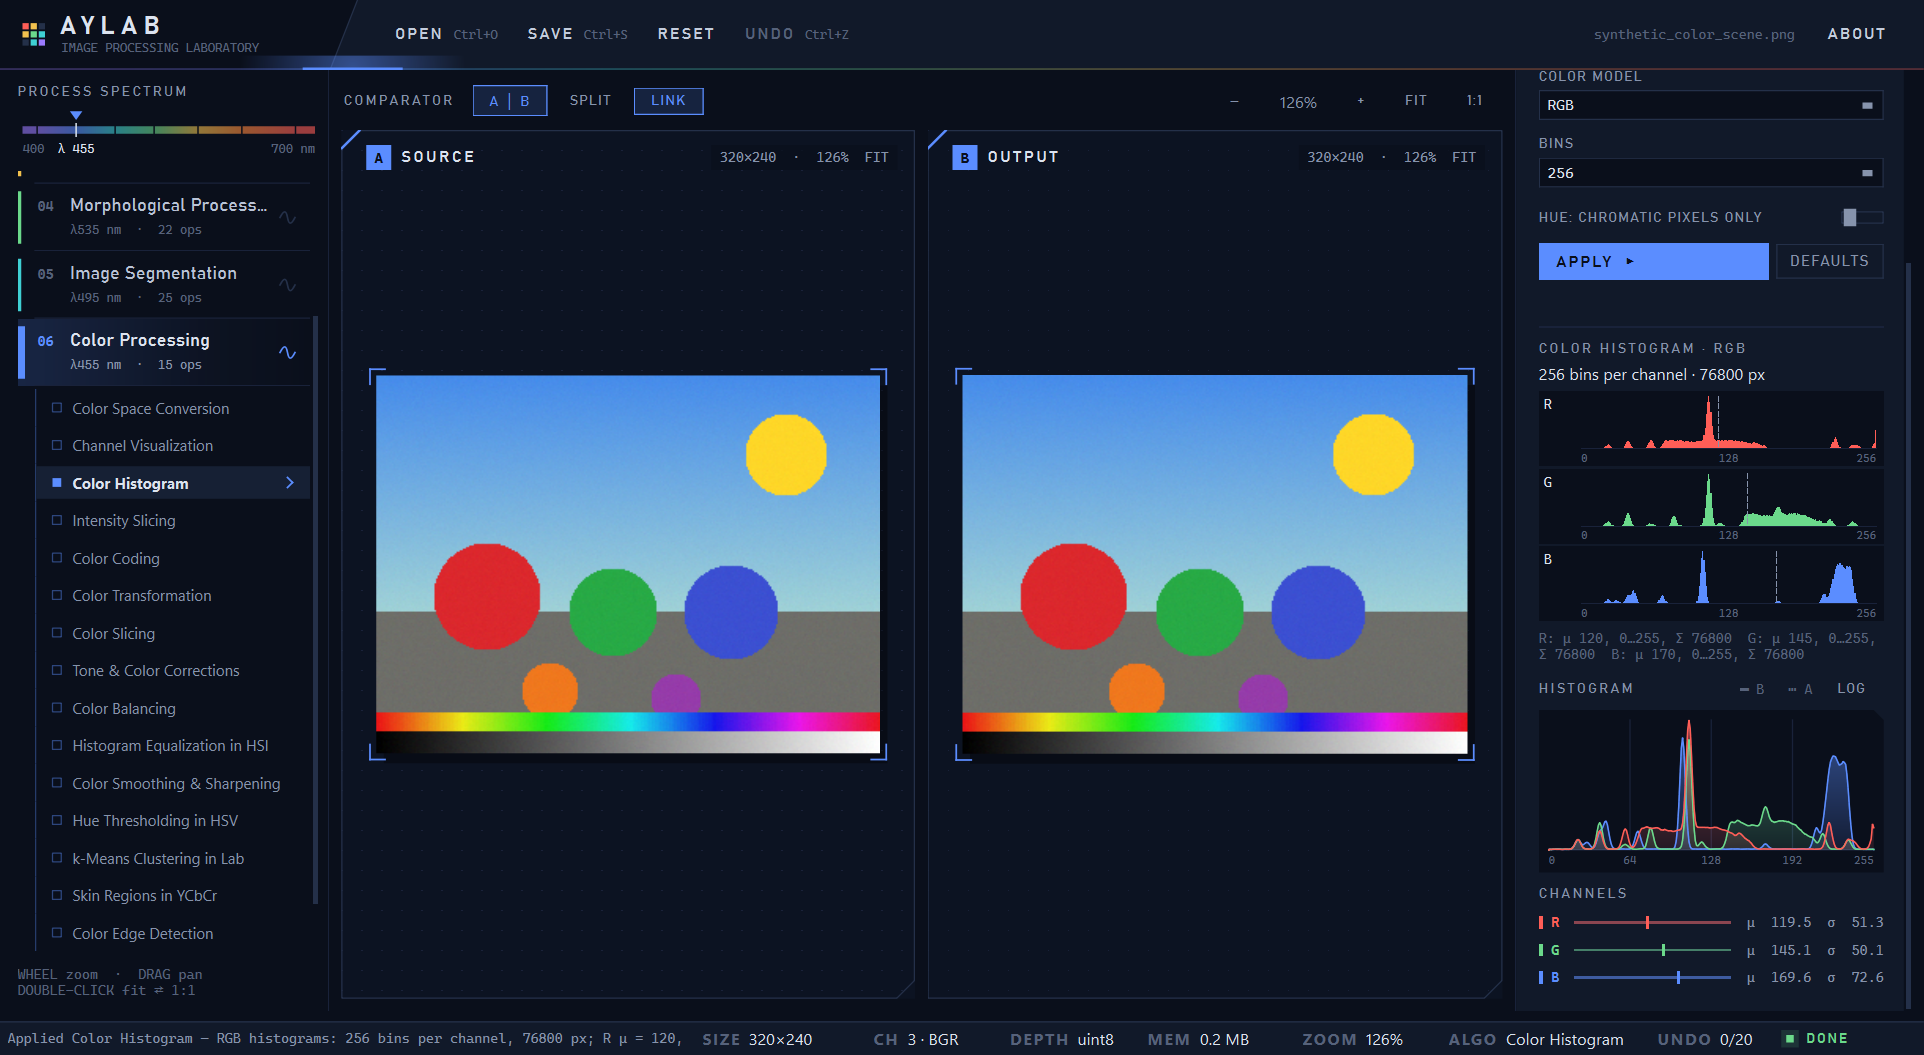 AYLAB
IMAGE PROCESSING LABORATORY
OPEN Ctrl+O SAVE Ctrl+S RESET UNDO Ctrl+Z
synthetic_color_scene.png ABOUT
PROCESS SPECTRUM
400 λ 455 700 nm
04 Morphological Process…
λ535 nm · 22 ops
05 Image Segmentation
λ495 nm · 25 ops
06 Color Processing
λ455 nm · 15 ops
Color Space Conversion
Channel Visualization
Color Histogram
Intensity Slicing
Color Coding
Color Transformation
Color Slicing
Tone & Color Corrections
Color Balancing
Histogram Equalization in HSI
Color Smoothing & Sharpening
Hue Thresholding in HSV
k-Means Clustering in Lab
Skin Regions in YCbCr
Color Edge Detection
WHEEL zoom · DRAG pan
DOUBLE-CLICK fit ⇄ 1:1
COMPARATOR A | B SPLIT LINK − 126% + FIT 1:1
A SOURCE 320×240 · 126% FIT
B OUTPUT 320×240 · 126% FIT
COLOR MODEL
RGB
BINS
256
HUE: CHROMATIC PIXELS ONLY
APPLY ▸ DEFAULTS
COLOR HISTOGRAM · RGB
256 bins per channel · 76800 px
R
0 128 256
G
0 128 256
B
0 128 256
R: μ 120, 0…255, Σ 76800 G: μ 145, 0…255,
Σ 76800 B: μ 170, 0…255, Σ 76800
HISTOGRAM B A LOG
0 64 128 192 255
CHANNELS
R μ 119.5 σ 51.3
G μ 145.1 σ 50.1
B μ 169.6 σ 72.6
Applied Color Histogram — RGB histograms: 256 bins per channel, 76800 px; R μ = 120, SIZE 320×240 CH 3 · BGR DEPTH uint8 MEM 0.2 MB ZOOM 126% ALGO Color Histogram UNDO 0/20 DONE